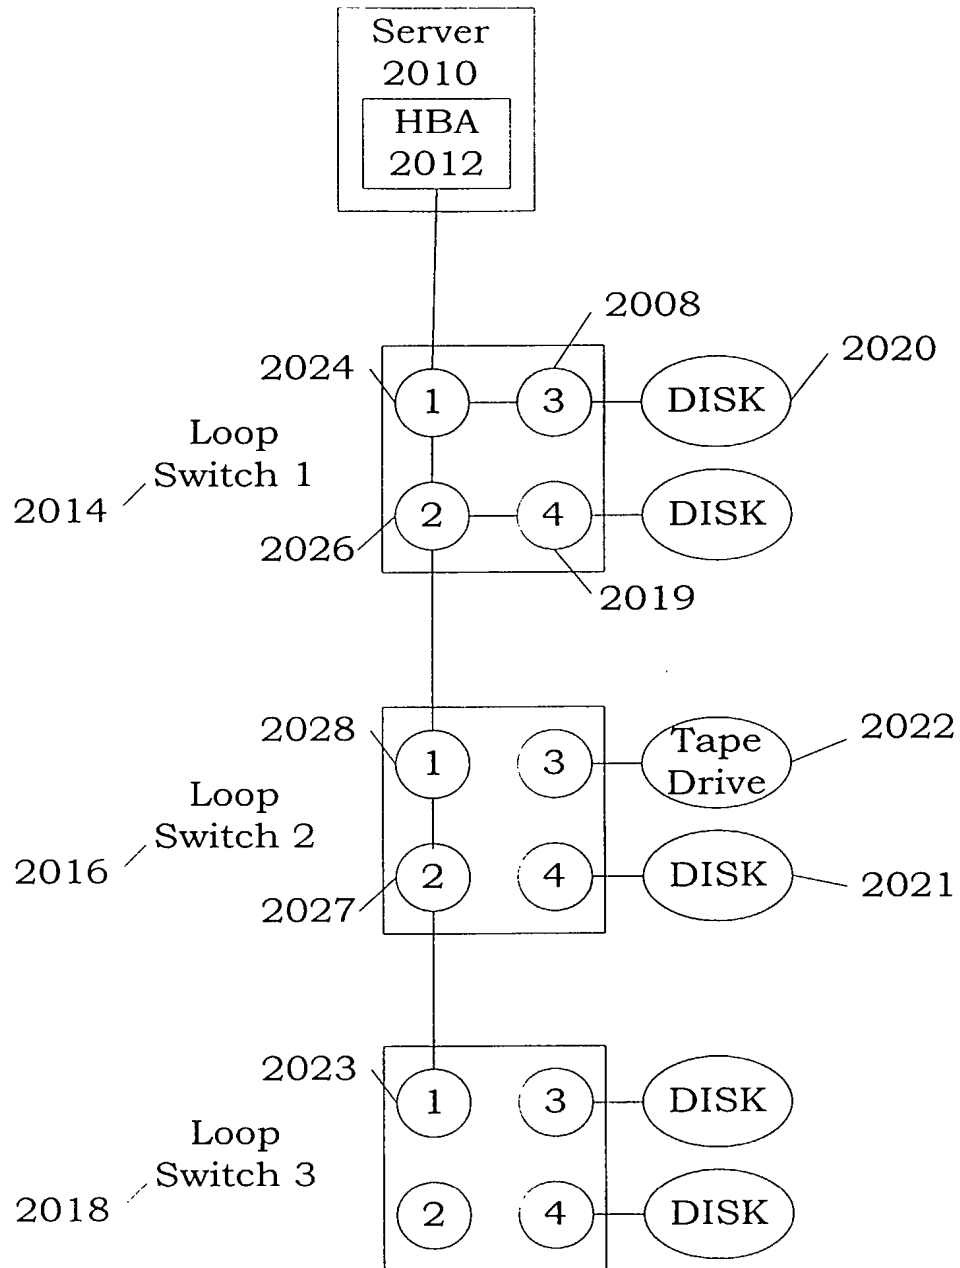 Server
2010
HBA
2012
2008
2024
1
3
DISK
2020
Loop
Switch 1
2014
2
4
DISK
2026
2019
2028
1
3
Tape
Drive
2022
Loop
Switch 2
2016
2
4
DISK
2021
2027
2023
1
3
DISK
Loop
Switch 3
2018
2
4
DISK